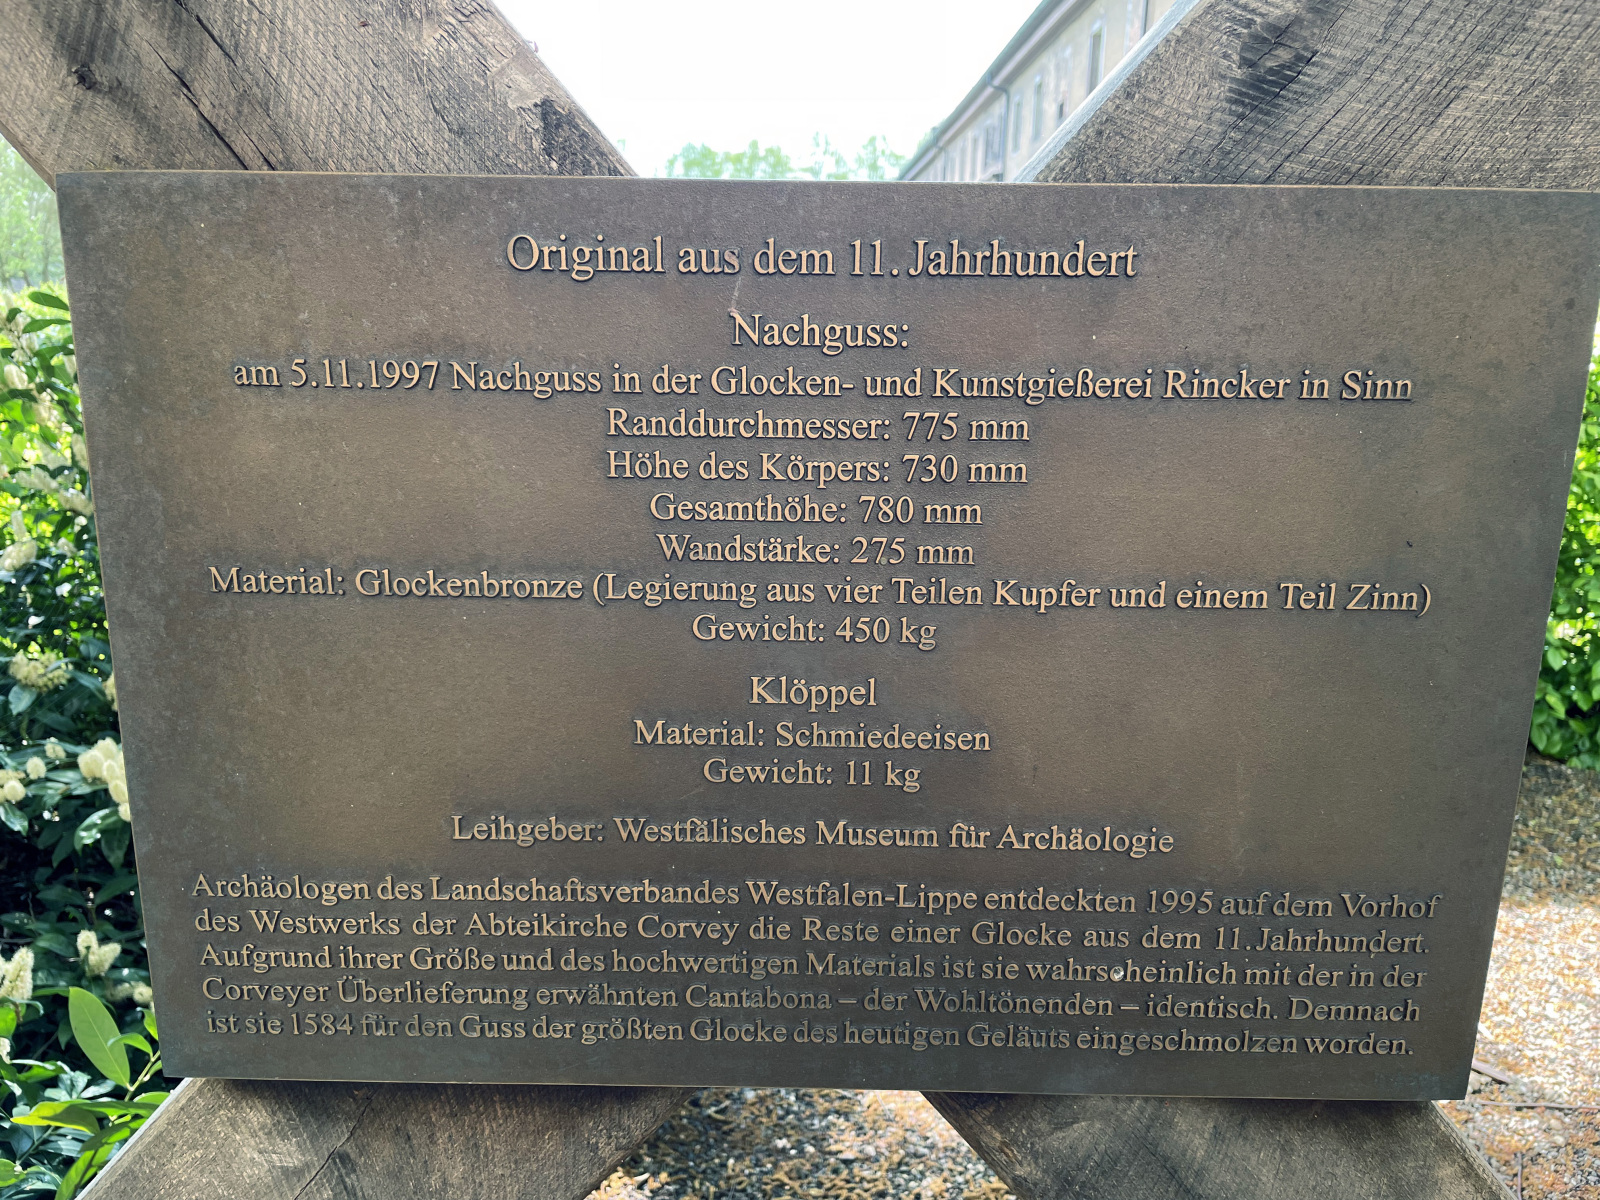 Original aus dem 11. Jahrhundert
Nachguss:
am 5.11.1997 Nachguss in der Glocken- und Kunstgießerei Rincker in Sinn
Randdurchmesser: 775 mm
Höhe des Körpers: 730 mm
Gesamthöhe: 780 mm
Wandstärke: 275 mm
Material: Glockenbronze (Legierung aus vier Teilen Kupfer und einem Teil Zinn)
Gewicht: 450 kg
Klöppel
Material: Schmiedeeisen
Gewicht: 11 kg
Leihgeber: Westfälisches Museum für Archäologie
Archäologen des Landschaftsverbandes Westfalen-Lippe entdeckten 1995 auf dem Vorhof
des Westwerks der Abteikirche Corvey die Reste einer Glocke aus dem 11. Jahrhundert.
Aufgrund ihrer Größe und des hochwertigen Materials ist sie wahrscheinlich mit der in der
Corveyer Überlieferung erwähnten Cantabona – der Wohltönenden – identisch. Demnach
ist sie 1584 für den Guss der größten Glocke des heutigen Geläuts eingeschmolzen worden.